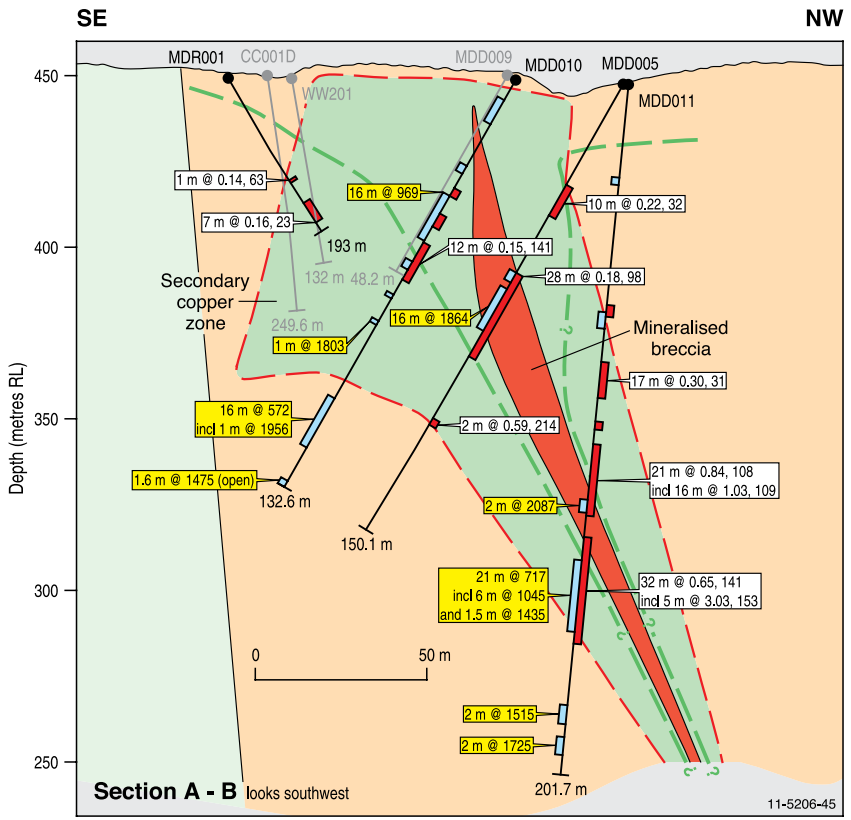 SE
NW
MDR001
CC001D
WW201
MDD009
MDD010
MDD005
MDD011
450
400
350
300
250
Depth (metres RL)
1 m @ 0.14, 63
7 m @ 0.16, 23
193 m
132 m
249.6 m
48.2 m
Secondary
copper
zone
16 m @ 969
12 m @ 0.15, 141
10 m @ 0.22, 32
28 m @ 0.18, 98
16 m @ 1864
1 m @ 1803
Mineralised
breccia
17 m @ 0.30, 31
16 m @ 572
incl 1 m @ 1956
2 m @ 0.59, 214
1.6 m @ 1475 (open)
132.6 m
21 m @ 0.84, 108
incl 16 m @ 1.03, 109
2 m @ 2087
150.1 m
21 m @ 717
incl 6 m @ 1045
and 1.5 m @ 1435
32 m @ 0.65, 141
incl 5 m @ 3.03, 153
0
50 m
2 m @ 1515
2 m @ 1725
201.7 m
?
?
?
?
?
Section A - B looks southwest
11-5206-45